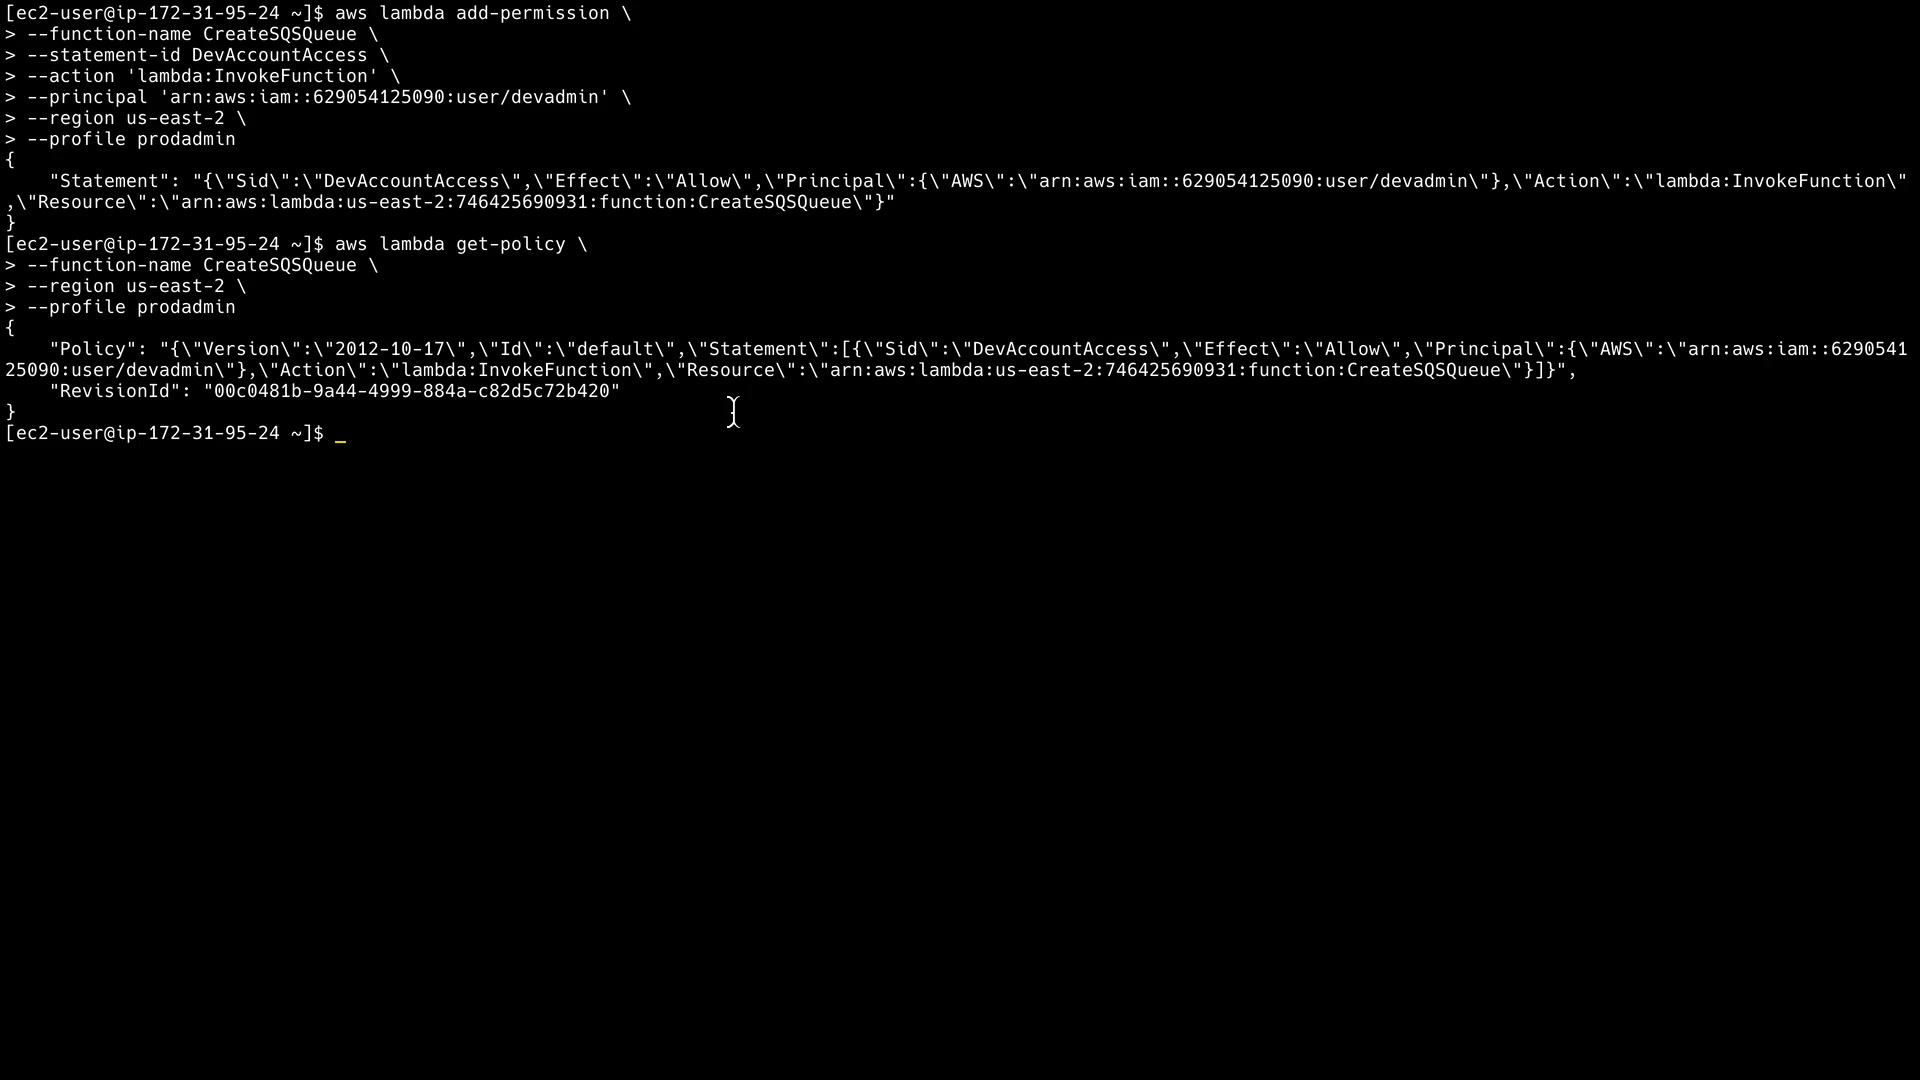 [ec2-user@ip-172-31-95-24 ~]$ aws lambda add-permission \
> --function-name CreateSQSQueue \
> --statement-id DevAccountAccess \
> --action 'lambda:InvokeFunction' \
> --principal 'arn:aws:iam::629054125090:user/devadmin' \
> --region us-east-2 \
> --profile prodadmin
{
    "Statement": "{\"Sid\":\"DevAccountAccess\",\"Effect\":\"Allow\",\"Principal\":{\"AWS\":\"arn:aws:iam::629054125090:user/devadmin\"},\"Action\":\"lambda:InvokeFunction\"
,\"Resource\":\"arn:aws:lambda:us-east-2:746425690931:function:CreateSQSQueue\"}"
}
[ec2-user@ip-172-31-95-24 ~]$ aws lambda get-policy \
> --function-name CreateSQSQueue \
> --region us-east-2 \
> --profile prodadmin
{
    "Policy": "{\"Version\":\"2012-10-17\",\"Id\":\"default\",\"Statement\":[{\"Sid\":\"DevAccountAccess\",\"Effect\":\"Allow\",\"Principal\":{\"AWS\":\"arn:aws:iam::6290541
25090:user/devadmin\"},\"Action\":\"lambda:InvokeFunction\",\"Resource\":\"arn:aws:lambda:us-east-2:746425690931:function:CreateSQSQueue\"}]}",
    "RevisionId": "00c0481b-9a44-4999-884a-c82d5c72b420"
}
[ec2-user@ip-172-31-95-24 ~]$ _